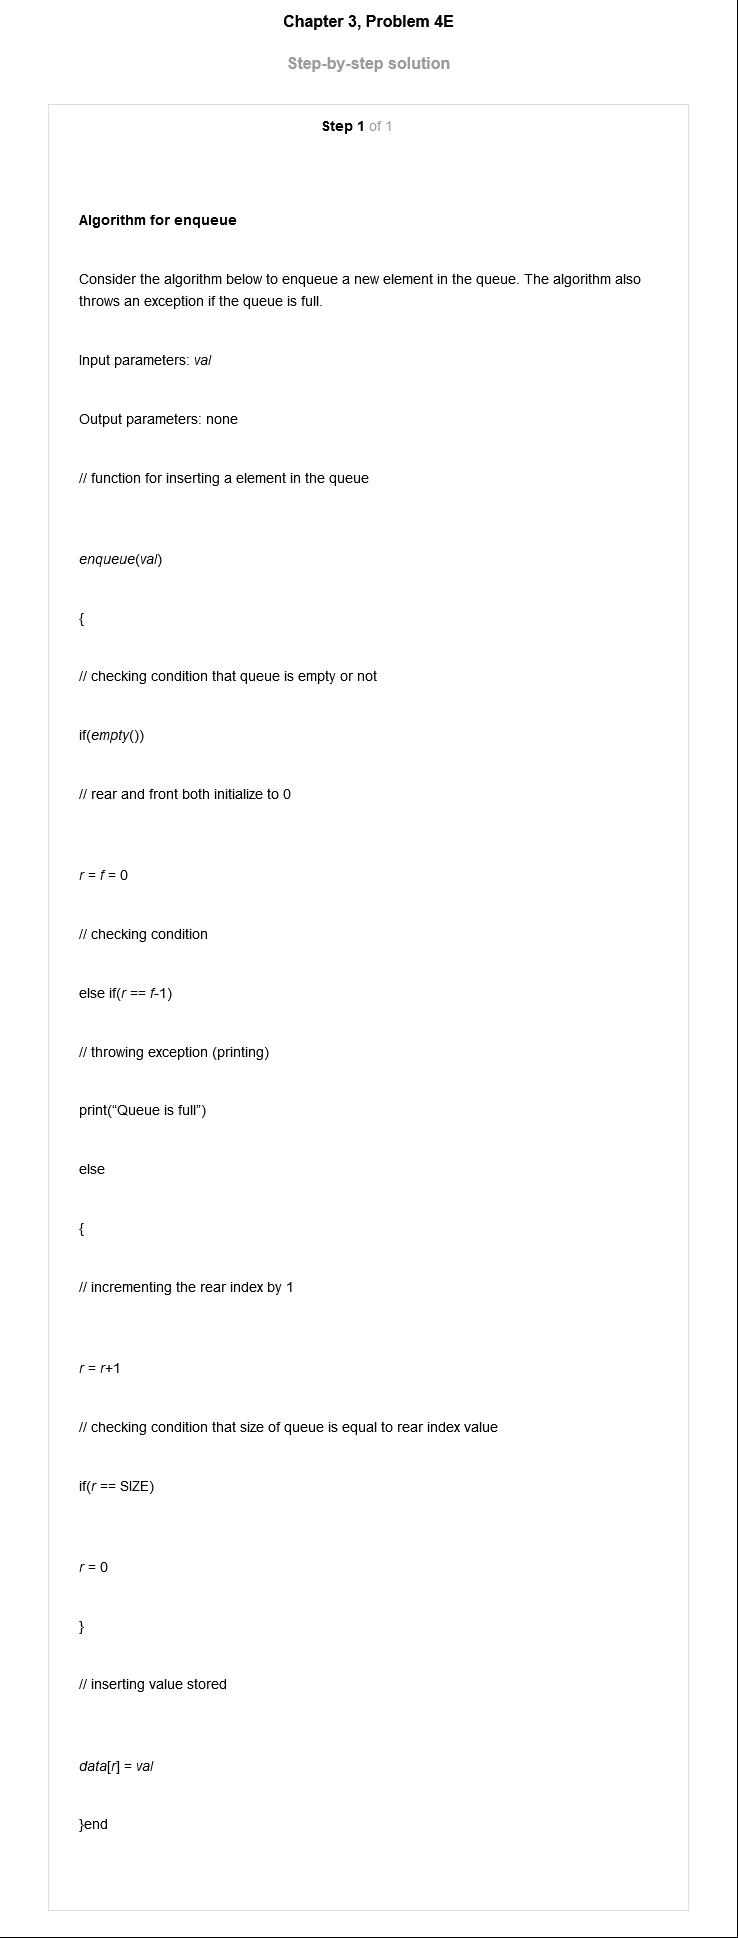 Chapter 3, Problem 4E
Step-by-step solution
Step 1 of 1
Algorithm for enqueue
Consider the algorithm below to enqueue a new element in the queue. The algorithm also
throws an exception if the queue is full.
Input parameters: val
Output parameters: none
// function for inserting a element in the queue
enqueue(val)
{
// checking condition that queue is empty or not
if(empty())
// rear and front both initialize to 0
r = f = 0
// checking condition
else if(r == f-1)
// throwing exception (printing)
print(“Queue is full”)
else
{
// incrementing the rear index by 1
r = r+1
// checking condition that size of queue is equal to rear index value
if(r == SIZE)
r = 0
}
// inserting value stored
data[r] = val
}end